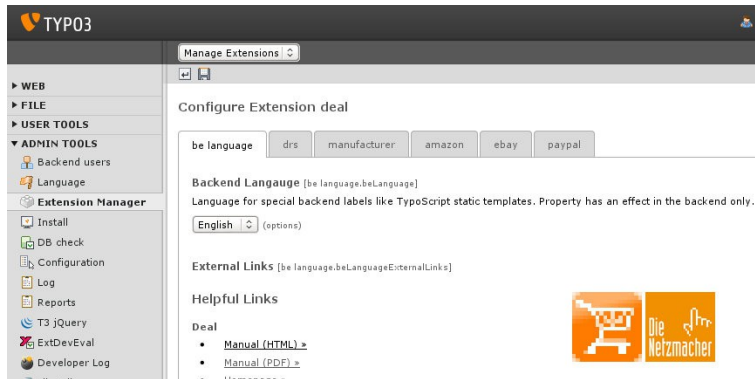 TYPO3
Manage Extensions
WEB
FILE
USER TOOLS
ADMIN TOOLS
Backend users
Language
Extension Manager
Install
DB check
Configuration
Log
Reports
T3 jQuery
ExtDevEval
Developer Log
Configure Extension deal
be language
drs
manufacturer
amazon
ebay
paypal
Backend Langauge [be language.beLanguage]
Language for special backend labels like TypoScript static templates. Property has an effect in the backend only.
English (options)
External Links [be language.beLanguageExternalLinks]
Helpful Links
Deal
• Manual (HTML) »
• Manual (PDF) »
Die
Netzmacher